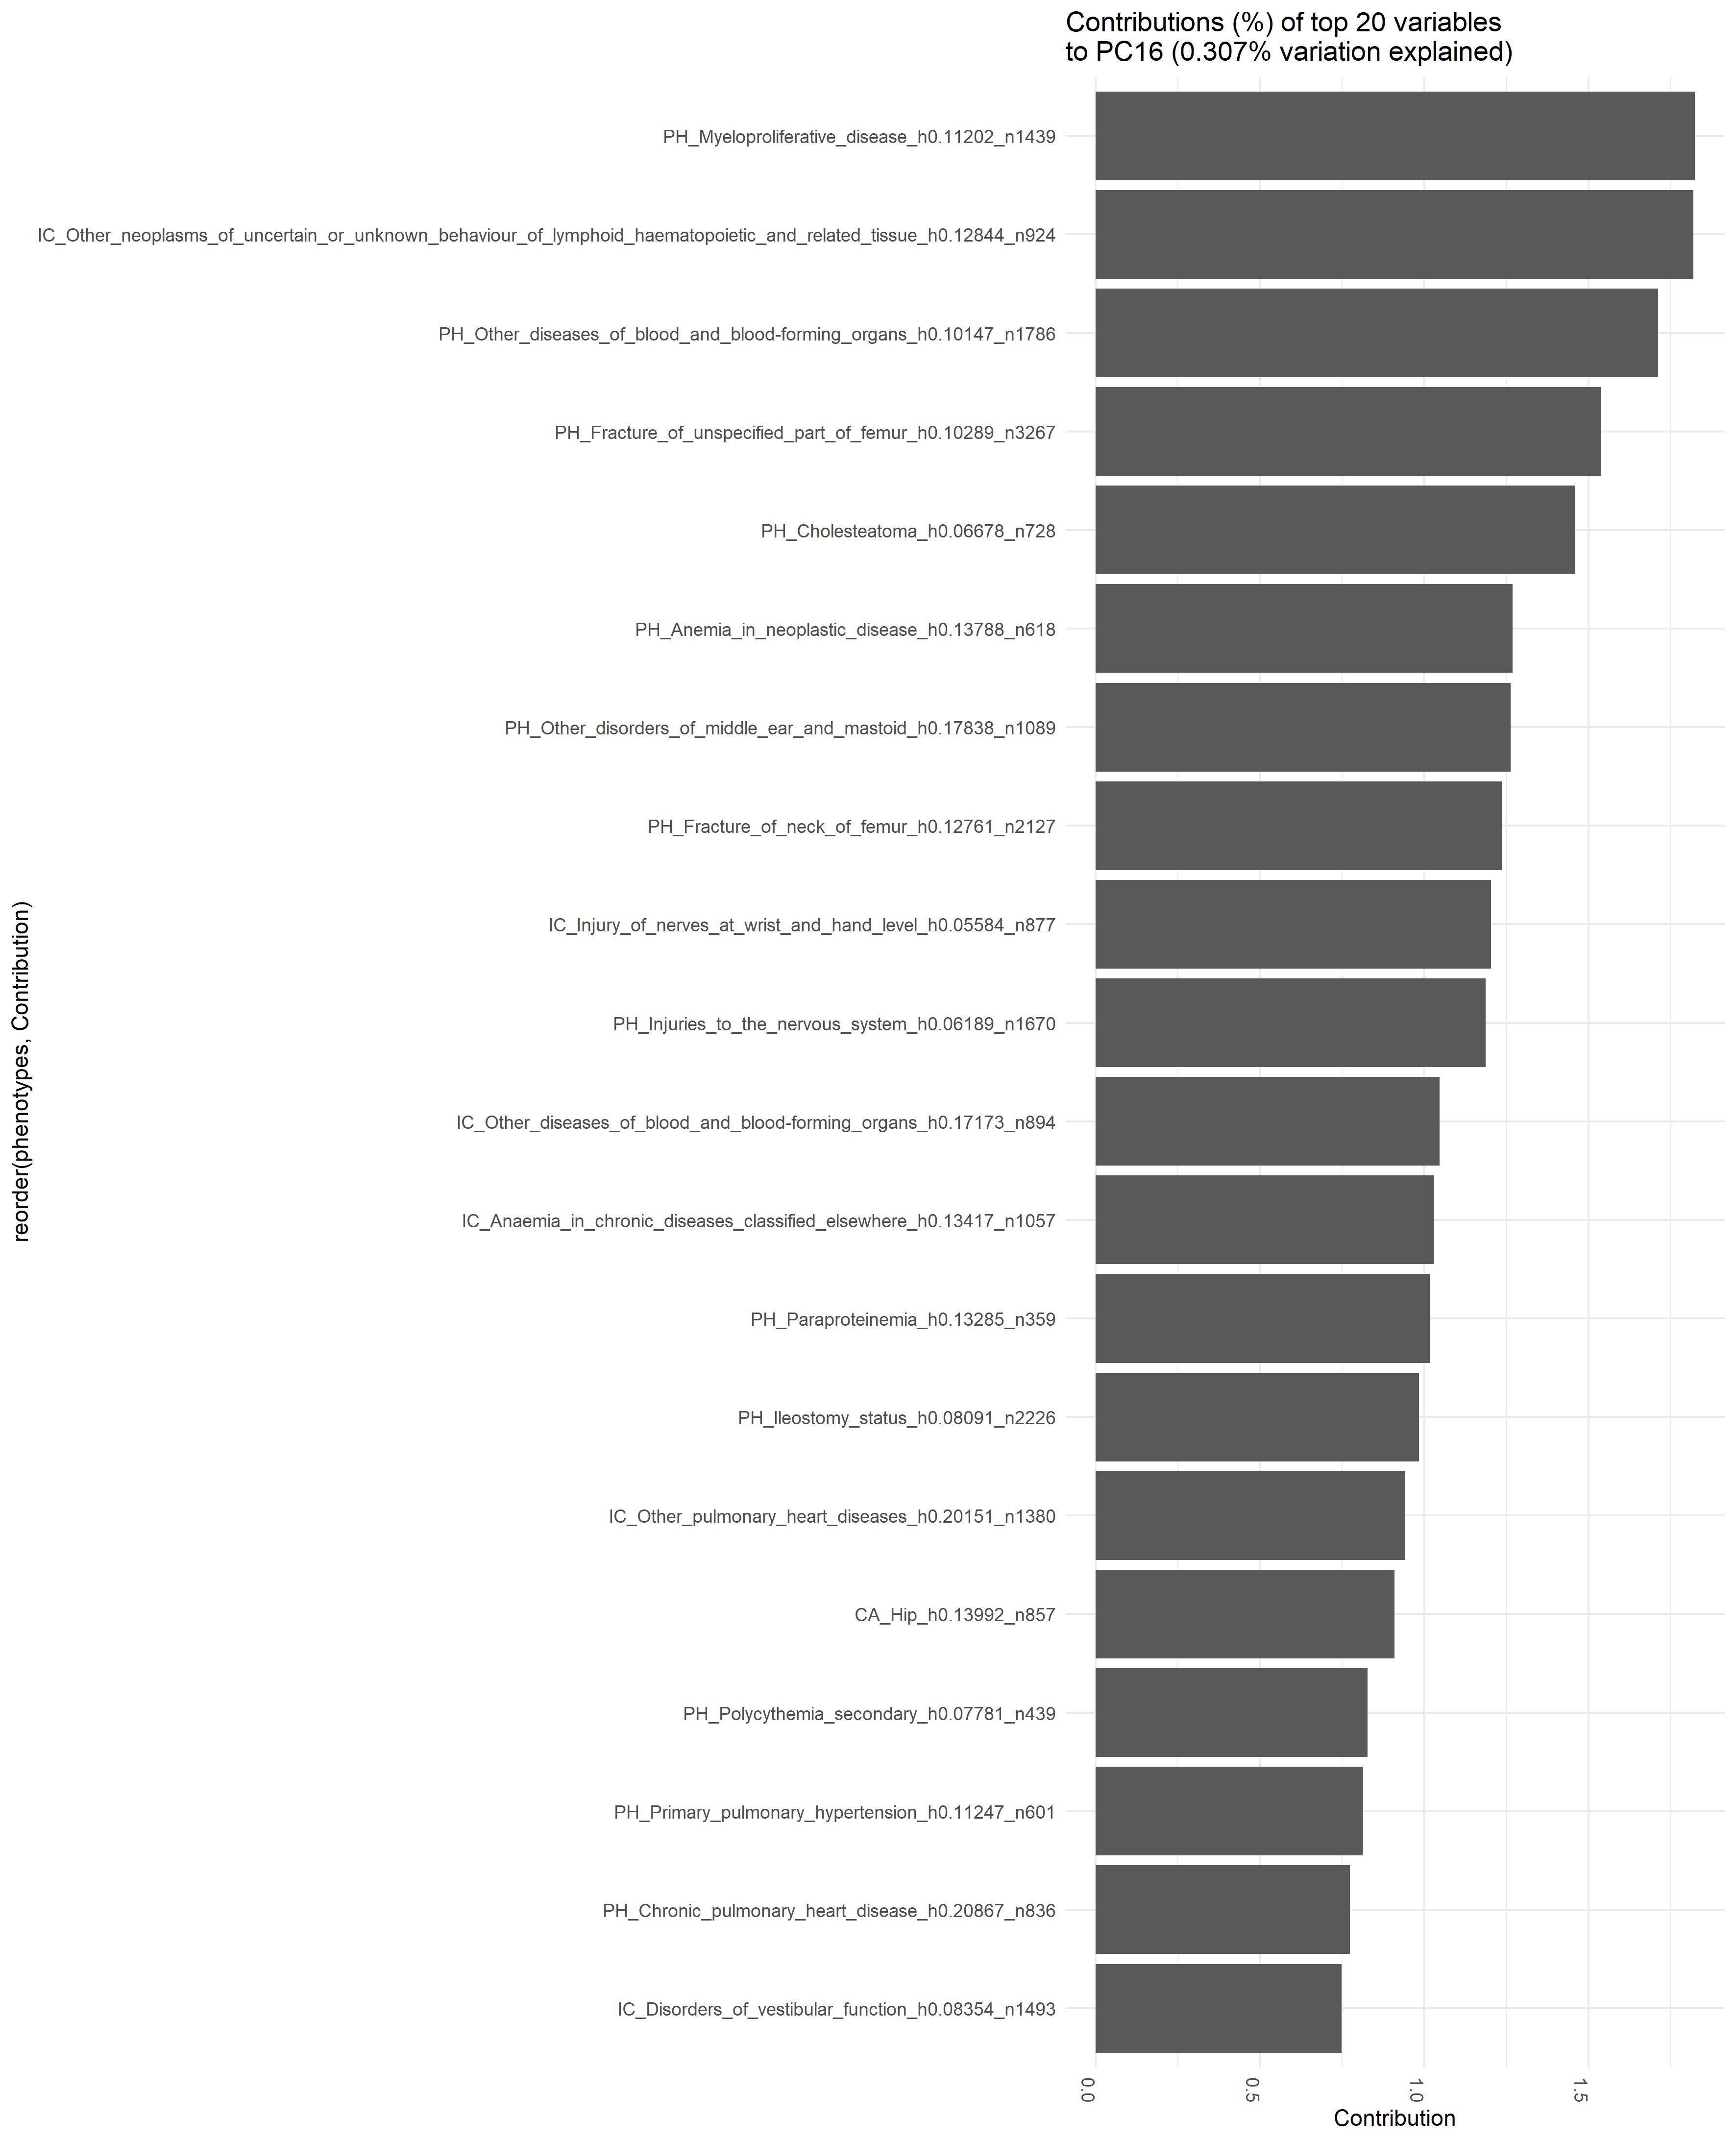 Contributions (%) of top 20 variables
to PC16 (0.307% variation explained)
PH_Myeloproliferative_disease_h0.11202_n1439
IC_Other_neoplasms_of_uncertain_or_unknown_behaviour_of_lymphoid_haematopoietic_and_related_tissue_h0.12844_n924
PH_Other_diseases_of_blood_and_blood-forming_organs_h0.10147_n1786
PH_Fracture_of_unspecified_part_of_femur_h0.10289_n3267
PH_Cholesteatoma_h0.06678_n728
PH_Anemia_in_neoplastic_disease_h0.13788_n618
PH_Other_disorders_of_middle_ear_and_mastoid_h0.17838_n1089
PH_Fracture_of_neck_of_femur_h0.12761_n2127
IC_Injury_of_nerves_at_wrist_and_hand_level_h0.05584_n877
PH_Injuries_to_the_nervous_system_h0.06189_n1670
IC_Other_diseases_of_blood_and_blood-forming_organs_h0.17173_n894
IC_Anaemia_in_chronic_diseases_classified_elsewhere_h0.13417_n1057
PH_Paraproteinemia_h0.13285_n359
PH_Ileostomy_status_h0.08091_n2226
IC_Other_pulmonary_heart_diseases_h0.20151_n1380
CA_Hip_h0.13992_n857
PH_Polycythemia_secondary_h0.07781_n439
PH_Primary_pulmonary_hypertension_h0.11247_n601
PH_Chronic_pulmonary_heart_disease_h0.20867_n836
IC_Disorders_of_vestibular_function_h0.08354_n1493
reorder(phenotypes, Contribution)
0.0
0.5
1.0
1.5
Contribution